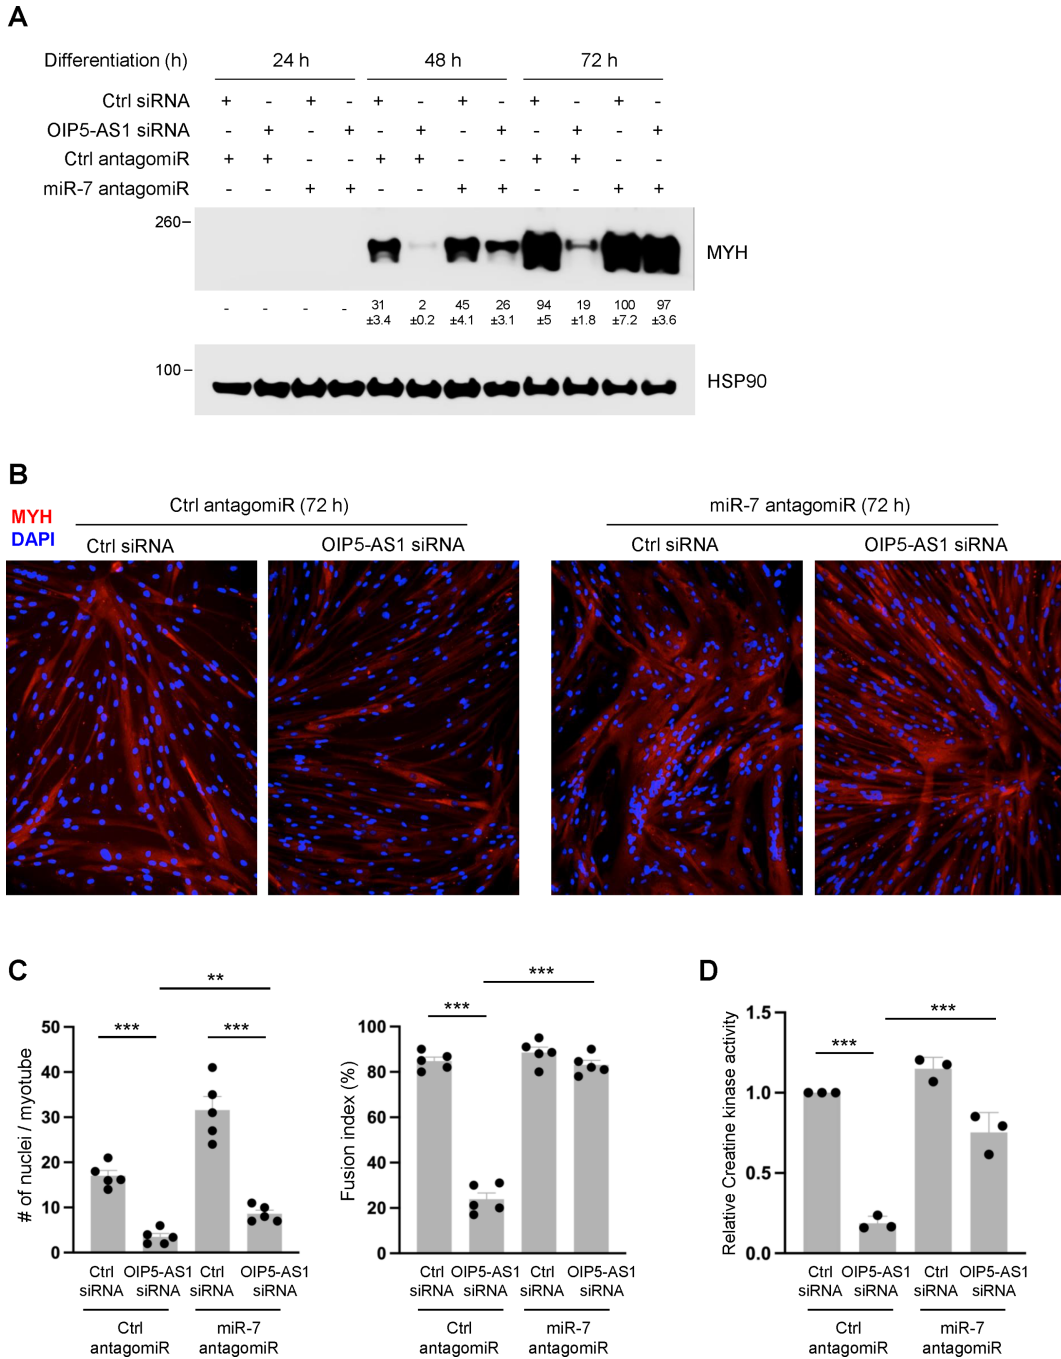 A
Differentiation (h) 24 h 48 h 72 h
Ctrl siRNA + - + - + - + - + - + -
OIP5-AS1 siRNA - + - + - + - + - + - +
Ctrl antagomiR + + - - + + - - + + - -
miR-7 antagomiR - - + + - - + + - - + +
260
MYH
- - - - 31 2 45 26 94 19 100 97
±3.4 ±0.2 ±4.1 ±3.1 ±5 ±1.8 ±7.2 ±3.6
100
HSP90
B
MYH
DAPI
Ctrl antagomiR (72 h) miR-7 antagomiR (72 h)
Ctrl siRNA OIP5-AS1 siRNA Ctrl siRNA OIP5-AS1 siRNA
C
# of nuclei / myotube
50
40
30
20
10
0
*** *** **
Ctrl OIP5-AS1 Ctrl OIP5-AS1
siRNA siRNA siRNA siRNA
Ctrl miR-7
antagomiR antagomiR
Fusion index (%)
100
80
60
40
20
0
*** ***
Ctrl OIP5-AS1 Ctrl OIP5-AS1
siRNA siRNA siRNA siRNA
Ctrl miR-7
antagomiR antagomiR
D
Relative Creatine kinase activity
1.5
1.0
0.5
0.0
*** ***
Ctrl OIP5-AS1 Ctrl OIP5-AS1
siRNA siRNA siRNA siRNA
Ctrl miR-7
antagomiR antagomiR